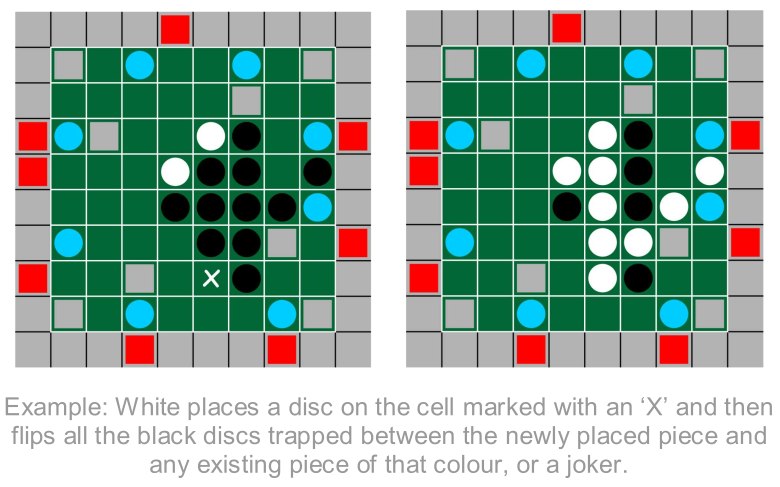 X
Example: White places a disc on the cell marked with an ‘X’ and then
flips all the black discs trapped between the newly placed piece and
any existing piece of that colour, or a joker.